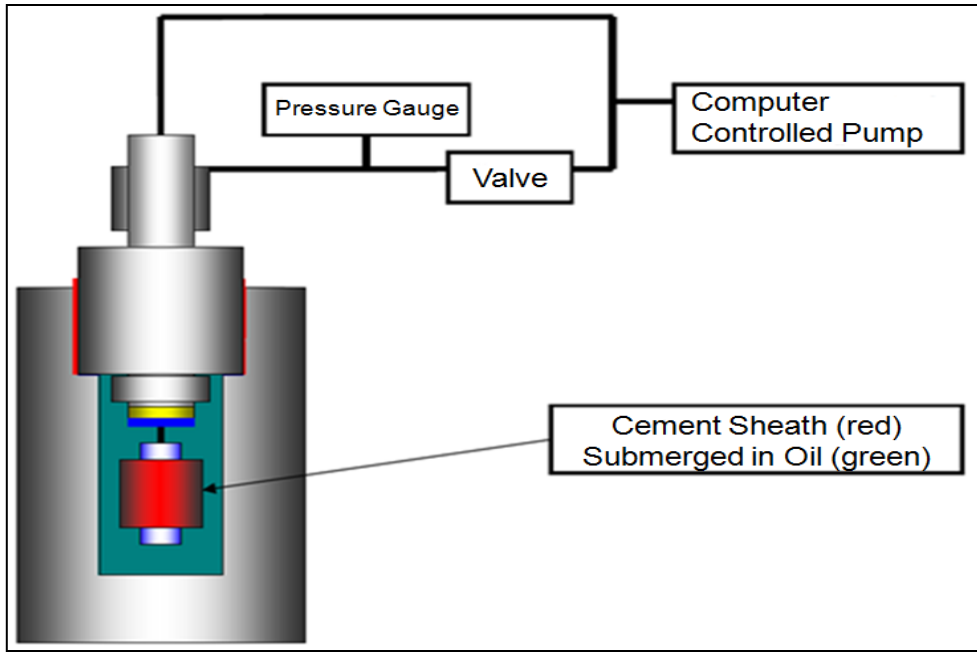 Pressure Gauge
Computer
Controlled Pump
Valve
Cement Sheath (red)
Submerged in Oil (green)